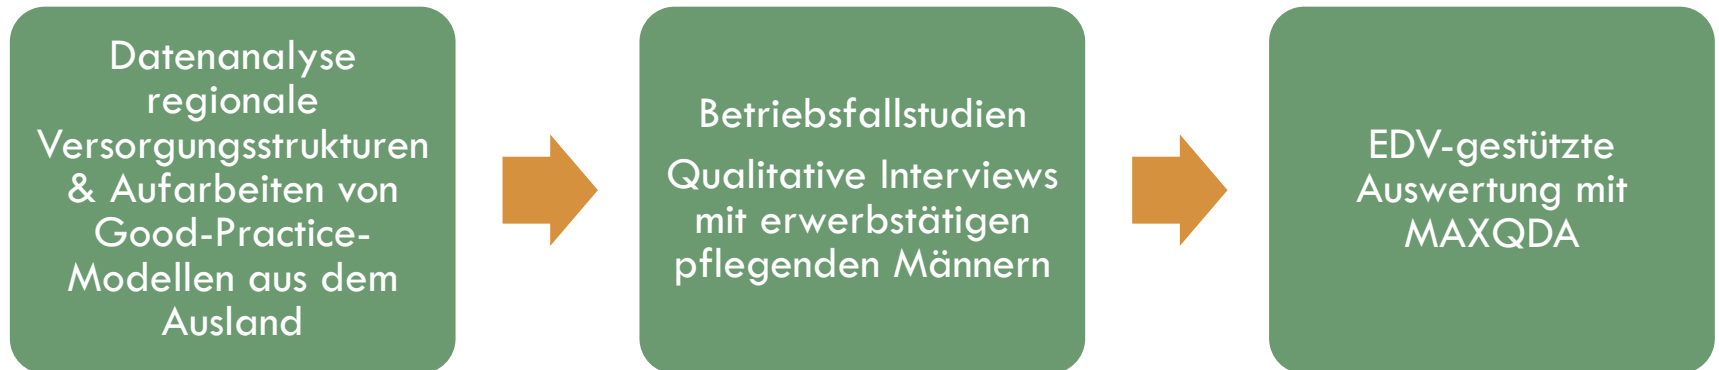 Datenanalyse
regionale
Versorgungsstrukturen
& Aufarbeiten von
Good-Practice-
Modellen aus dem
Ausland
Betriebsfallstudien
Qualitative Interviews
mit erwerbstätigen
pflegenden Männern
EDV-gestützte
Auswertung mit
MAXQDA